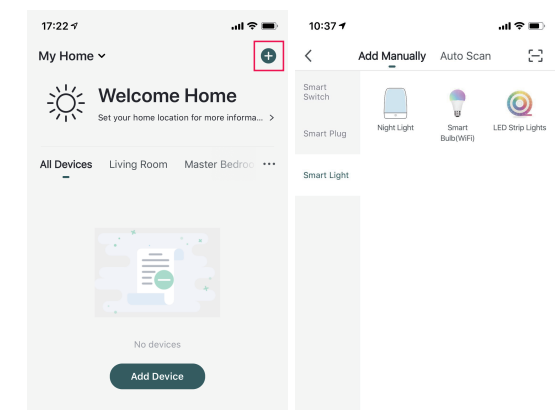 17:22
My Home
Welcome Home
Set your home location for more informa...
All Devices Living Room Master Bedroo
No devices
Add Device
10:37
Add Manually Auto Scan
Smart
Switch
Smart Plug
Smart Light
Night Light
Smart
Bulb(WiFi)
LED Strip Lights